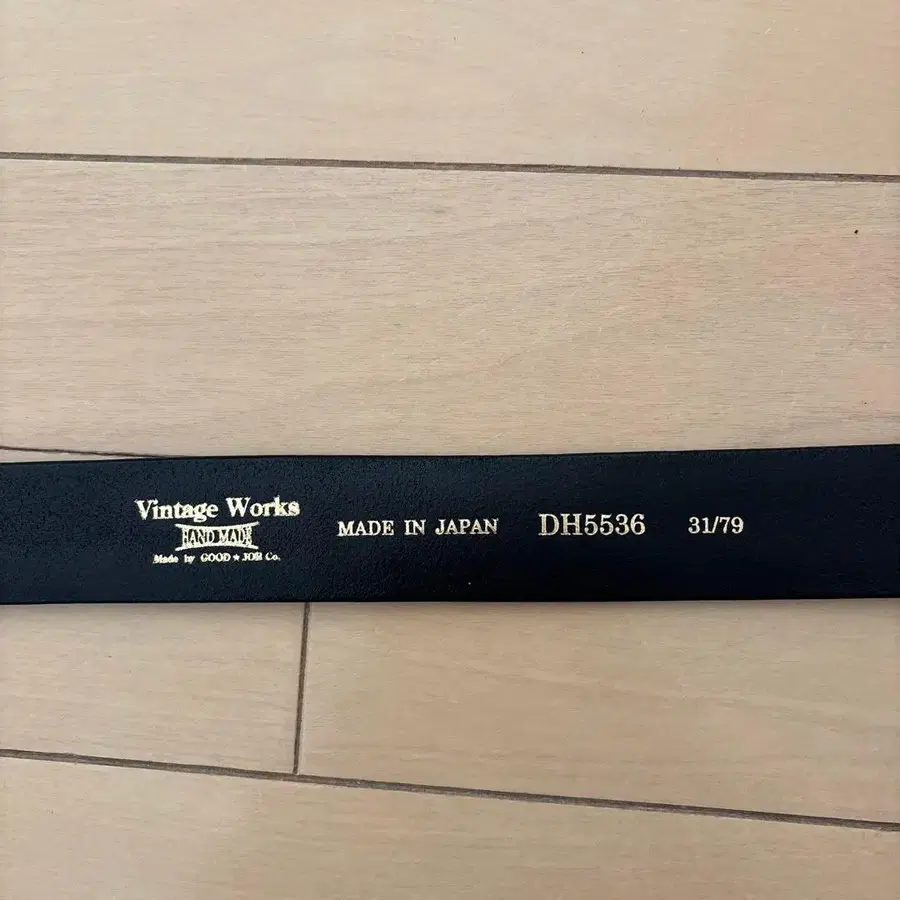 Vintage Works
HAND MADE
Made by GOOD★JOB Co.
MADE IN JAPAN
DH5536
31/79